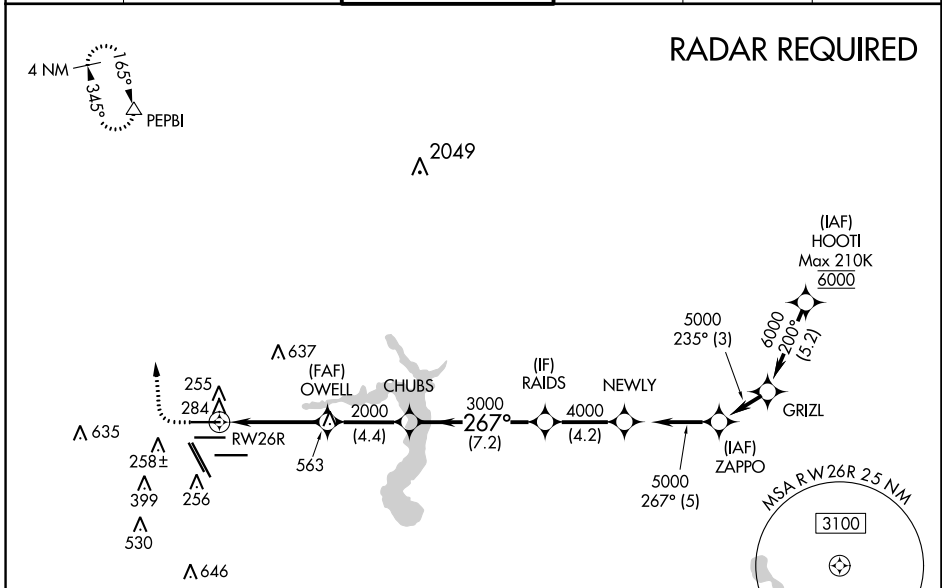 RADAR REQUIRED
4 NM
165°
345°
PEPBI
2049
(IAF)
HOOTI
Max 210K
6000
6000
200°
(5.2)
5000
235° (3)
GRIZL
637
(FAF)
OWELL
CHUBS
(IF)
RAIDS
NEWLY
255
284
2000
(4.4)
3000
267°
(7.2)
4000
(4.2)
635
RW26R
563
(IAF)
ZAPPO
258±
5000
267° (5)
399
256
530
646
MSA RW26R 25 NM
3100